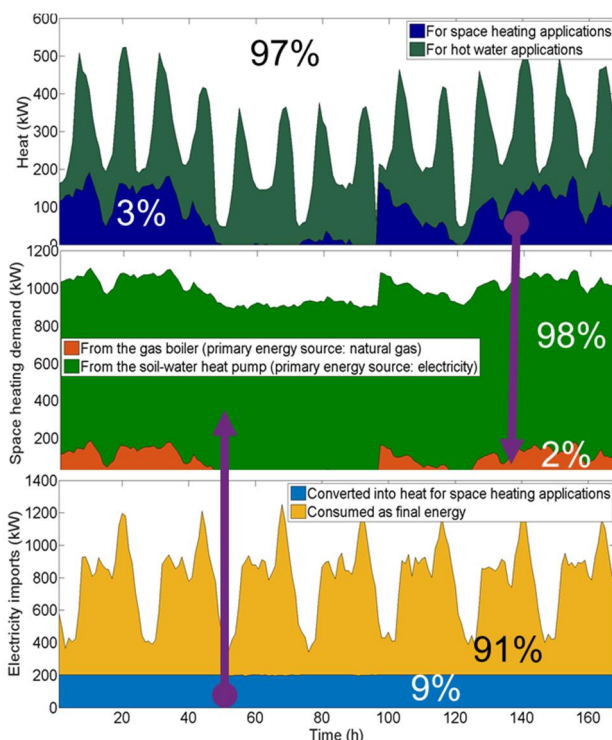 600
500
400
300
200
100
0
Heat (kW)
For space heating applications
For hot water applications
97%
3%
1200
1000
800
600
400
200
Space heating demand (kW)
From the gas boiler (primary energy source: natural gas)
From the soil-water heat pump (primary energy source: electricity)
98%
2%
1400
1200
1000
800
600
400
200
0
Electricity imports (kW)
Converted into heat for space heating applications
Consumed as final energy
91%
9%
20 40 60 80 100 120 140 160
Time (h)